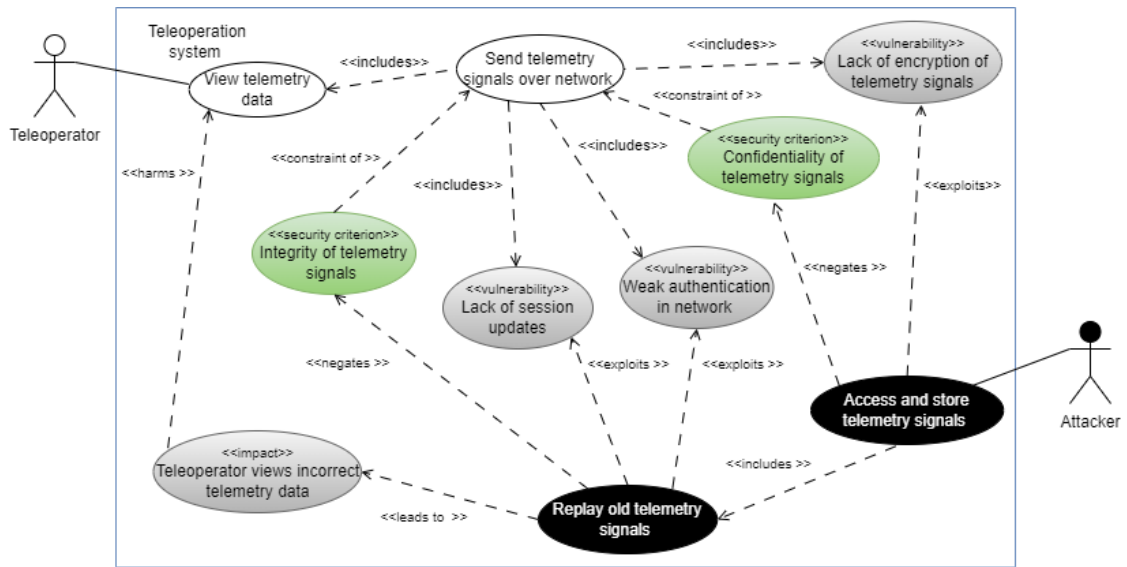 Teleoperation
system
Teleoperator
View telemetry
data
<<includes>>
Send telemetry
signals over network
<<includes>>
<<vulnerability>>
Lack of encryption of
telemetry signals
<<constraint of>>
<<harms >>
<<constraint of >>
<<includes>>
<<includes>>
<<security criterion>>
Confidentiality of
telemetry signals
<<exploits>>
<<security criterion>>
Integrity of telemetry
signals
<<vulnerability>>
Lack of session
updates
<<vulnerability>>
Weak authentication
in network
<<negates >>
<<negates >>
<<exploits >>
<<exploits >>
Access and store
telemetry signals
Attacker
<<impact>>
Teleoperator views incorrect
telemetry data
<<includes >>
<<leads to >>
Replay old telemetry
signals